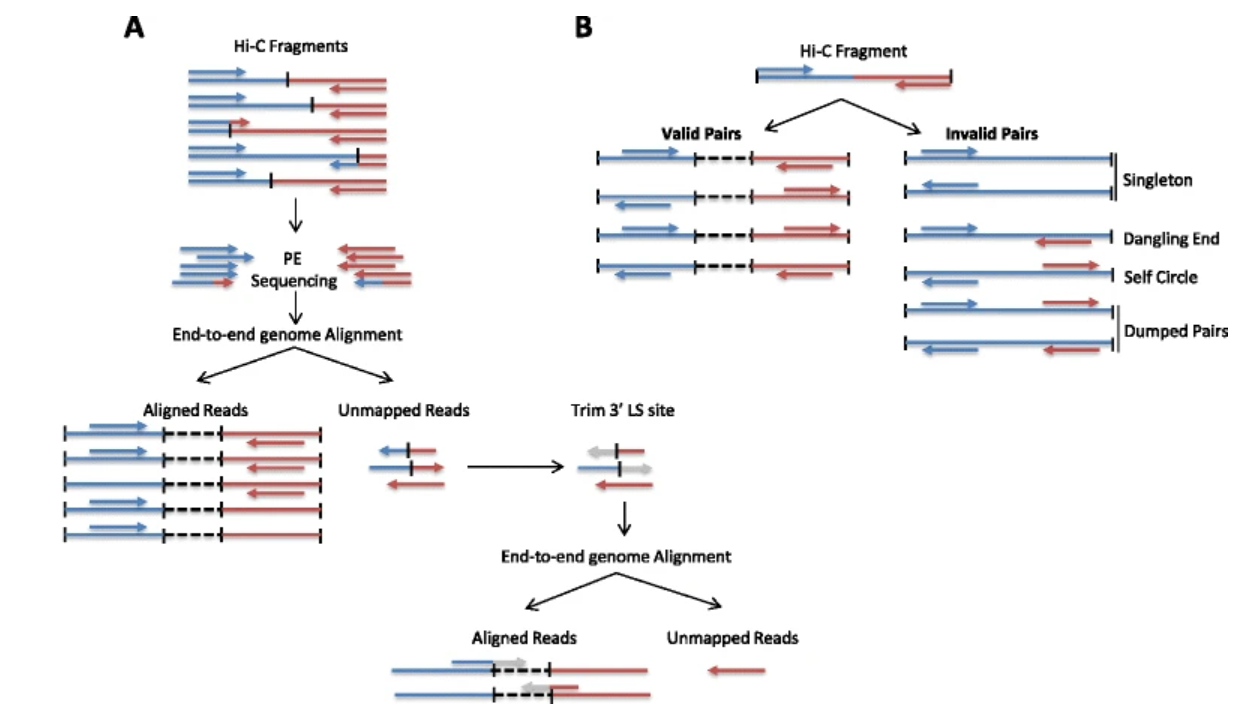 A
Hi-C Fragments
PE
Sequencing
End-to-end genome Alignment
Aligned Reads
Unmapped Reads
Trim 3’ LS site
End-to-end genome Alignment
Aligned Reads
Unmapped Reads
B
Hi-C Fragment
Valid Pairs
Invalid Pairs
Singleton
Dangling End
Self Circle
Dumped Pairs